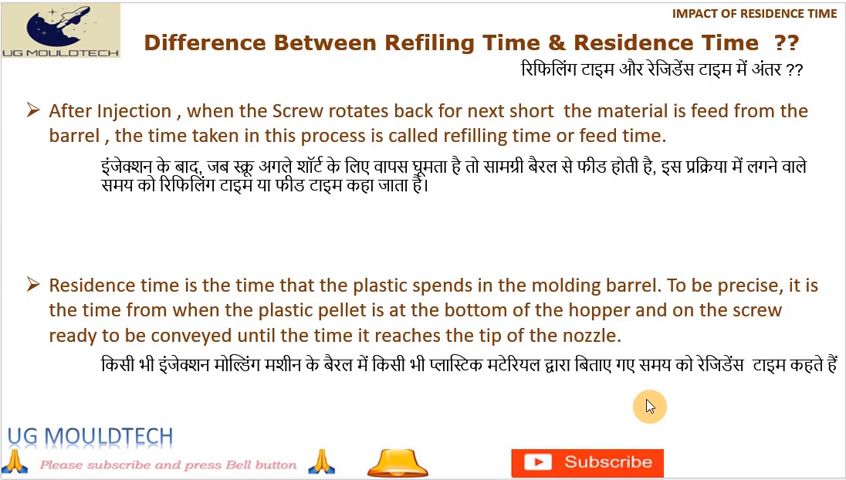 IMPACT OF RESIDENCE TIME
UG MOULDTECH
Difference Between Refiling Time & Residence Time ??
रिफिलिंग टाइम और रेजिडेंस टाइम में अंतर ??
After Injection , when the Screw rotates back for next short the material is feed from the
barrel , the time taken in this process is called refilling time or feed time.
इंजेक्शन के बाद, जब स्क्रू अगले शॉर्ट के लिए वापस घूमता है तो सामग्री बैरल से फीड होती है, इस प्रक्रिया में लगने वाले
समय को रिफिलिंग टाइम या फीड टाइम कहा जाता है।
Residence time is the time that the plastic spends in the molding barrel. To be precise, it is
the time from when the plastic pellet is at the bottom of the hopper and on the screw
ready to be conveyed until the time it reaches the tip of the nozzle.
किसी भी इंजेक्शन मोल्डिंग मशीन के बैरल में किसी भी प्लास्टिक मटेरियल द्वारा बिताए गए समय को रेजिडेंस टाइम कहते हैं
UG MOULDTECH
Please subscribe and press Bell button
Subscribe